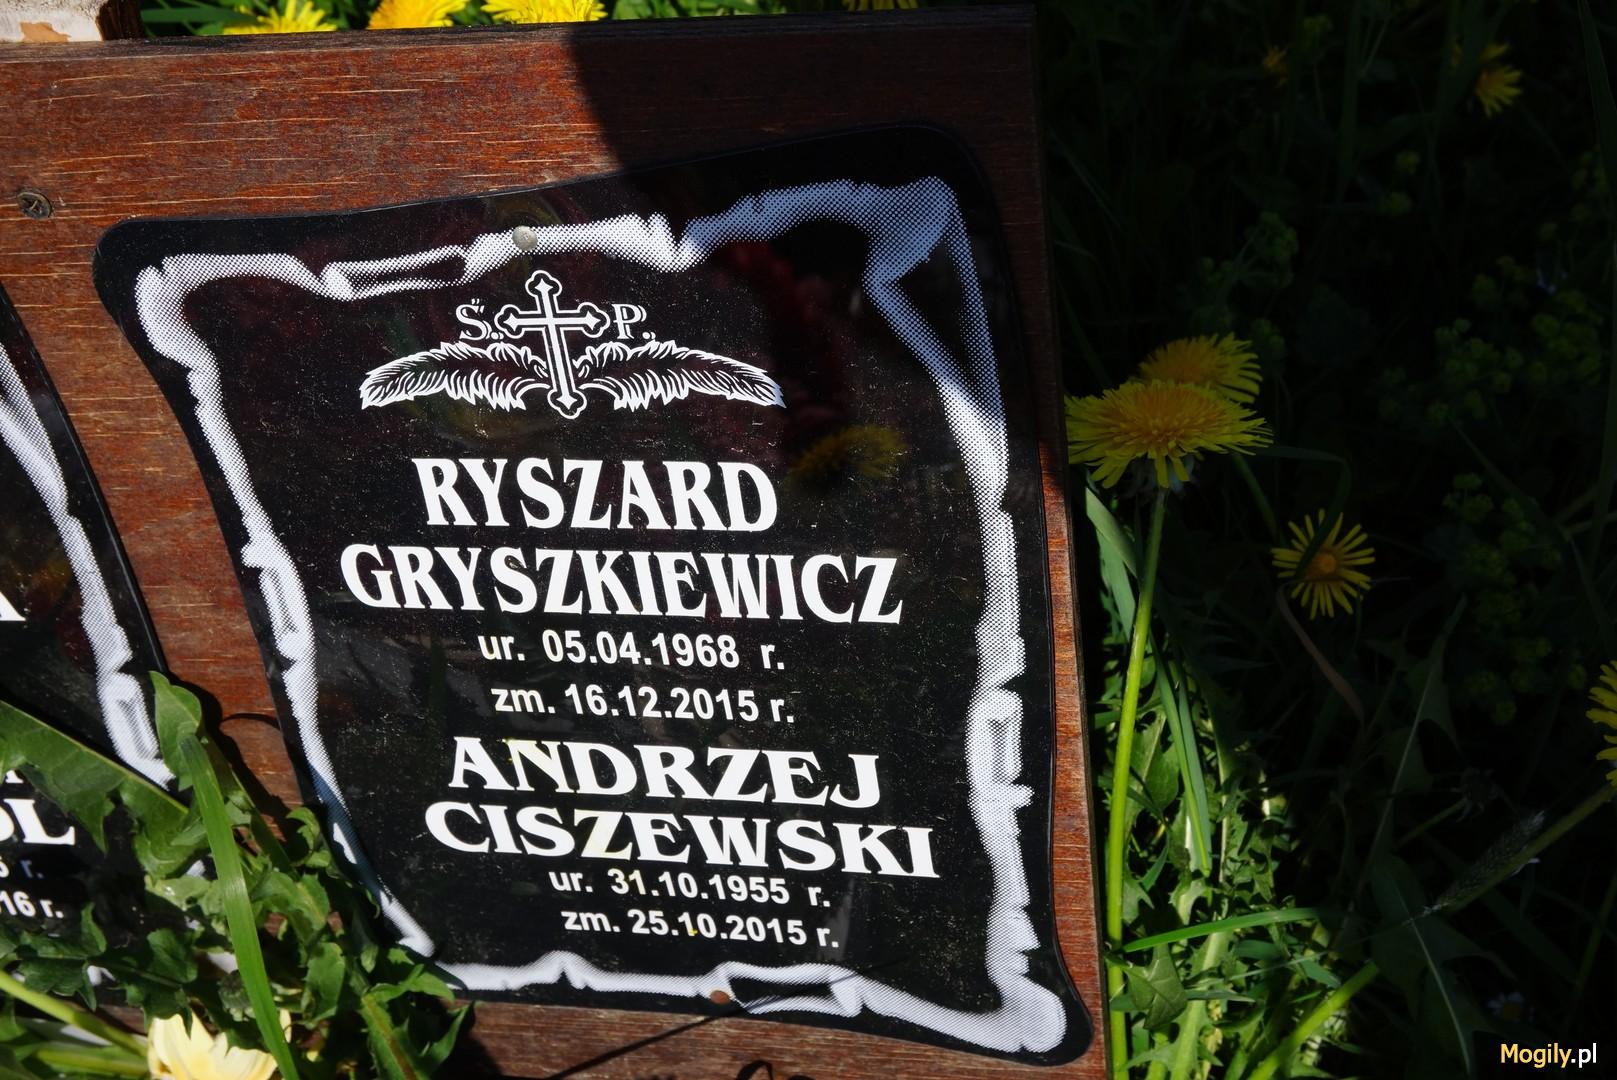 Ś. P.
RYSZARD
GRYSZKIEWICZ
ur. 05.04.1968 r.
zm. 16.12.2015 r.
ANDRZEJ
CISZEWSKI
ur. 31.10.1955 r.
zm. 25.10.2015 r.
Mogily.pl